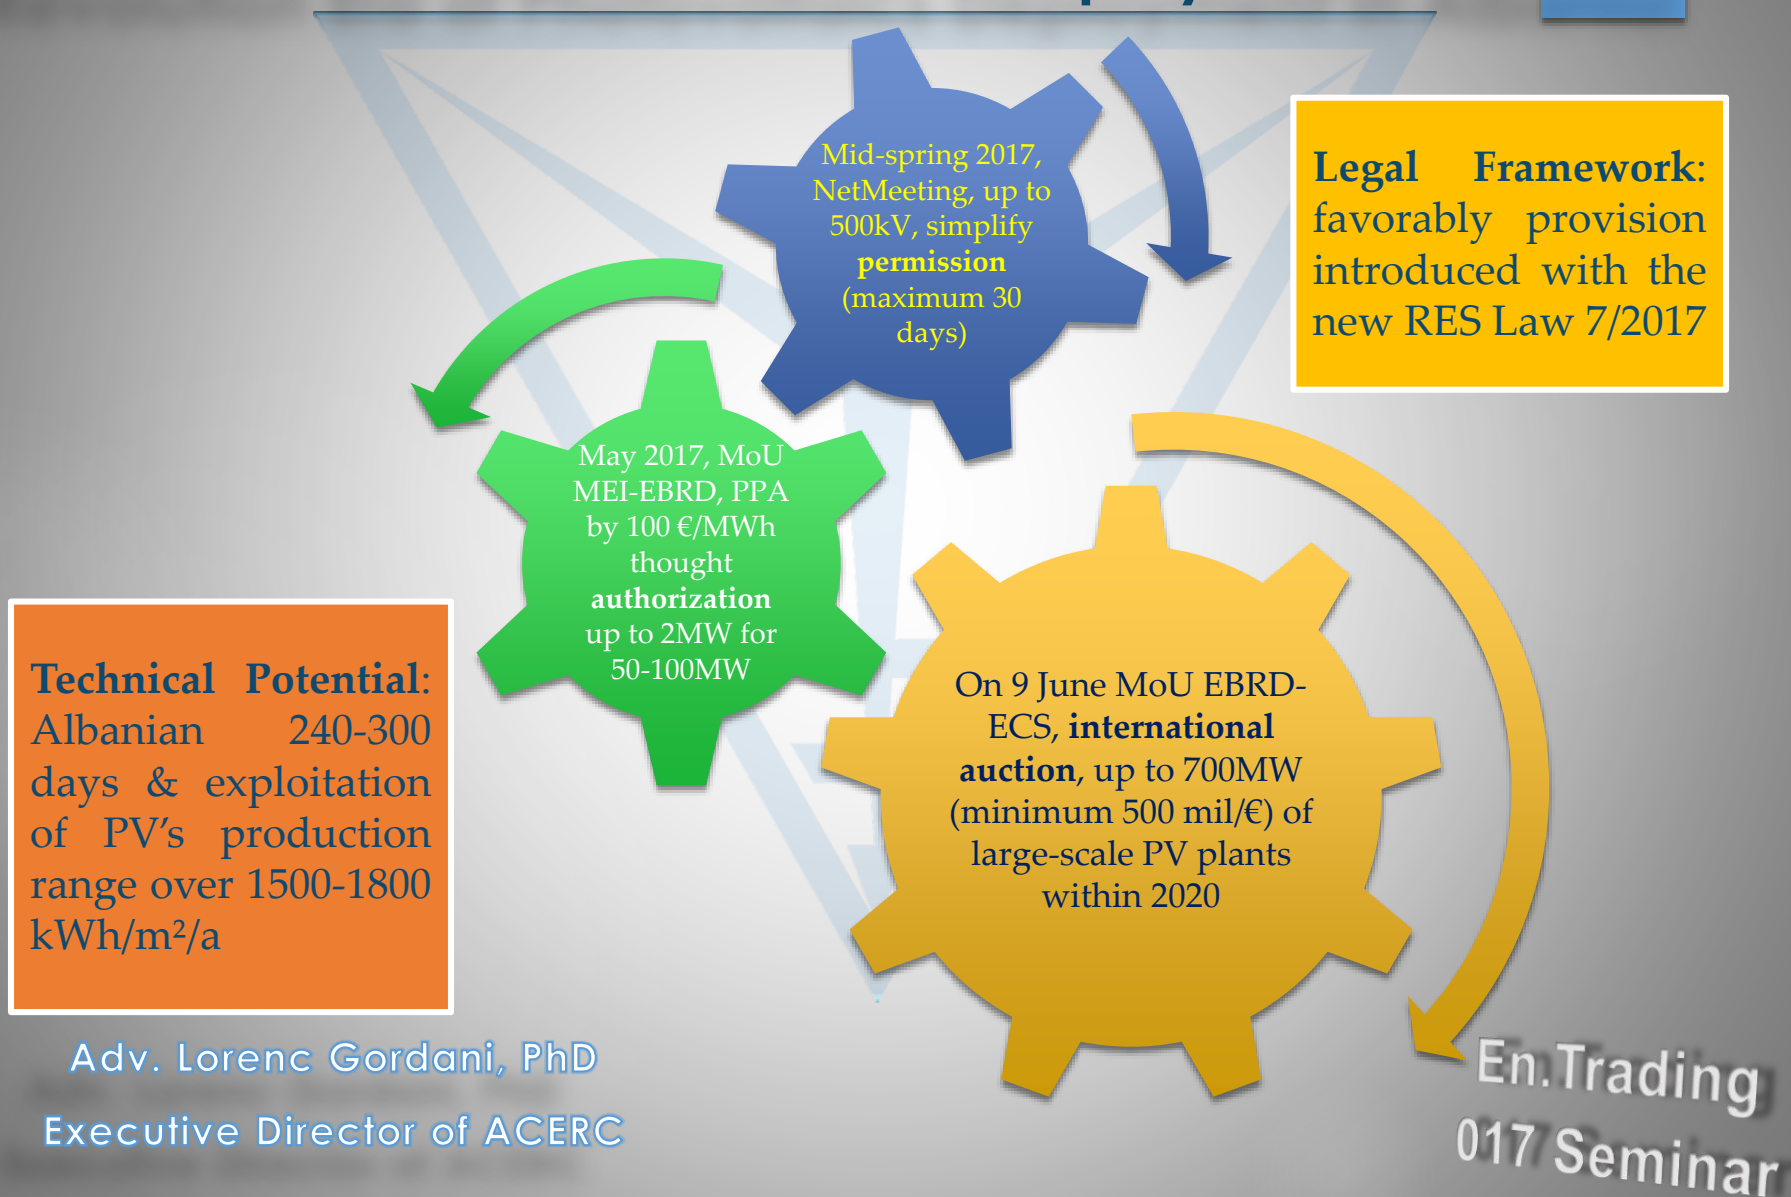 Mid-spring 2017,
NetMeeting, up to
500kV, simplify
permission
(maximum 30
days)
Legal Framework:
favorably provision
introduced with the
new RES Law 7/2017
May 2017, MoU
MEI-EBRD, PPA
by 100 €/MWh
thought
authorization
up to 2MW for
50-100MW
Technical Potential:
Albanian 240-300
days & exploitation
of PV's production
range over 1500-1800
kWh/m²/a
On 9 June MoU EBRD-
ECS, international
auction, up to 700MW
(minimum 500 mil/€) of
large-scale PV plants
within 2020
Adv. Lorenc Gordani, PhD
Executive Director of ACERC
En.Trading
017 Seminar